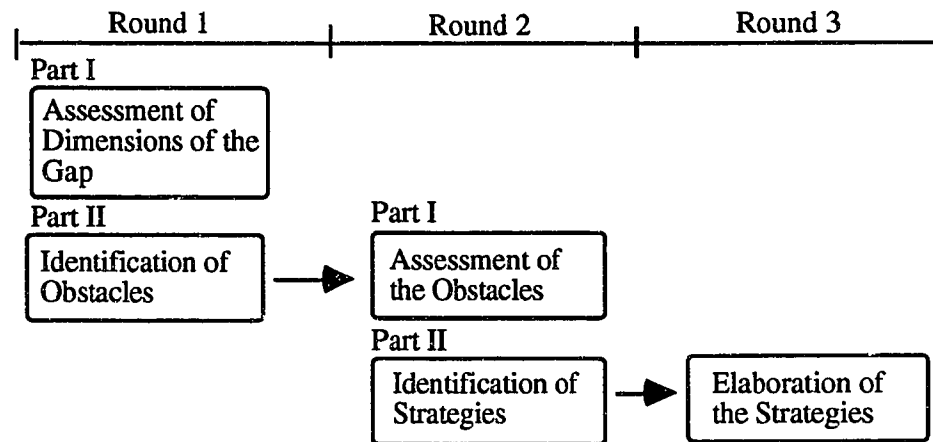 Round 1
Round 2
Round 3
Part I
Assessment of
Dimensions of the
Gap
Part II
Identification of
Obstacles
Part I
Assessment of
the Obstacles
Part II
Identification of
Strategies
Elaboration of
the Strategies